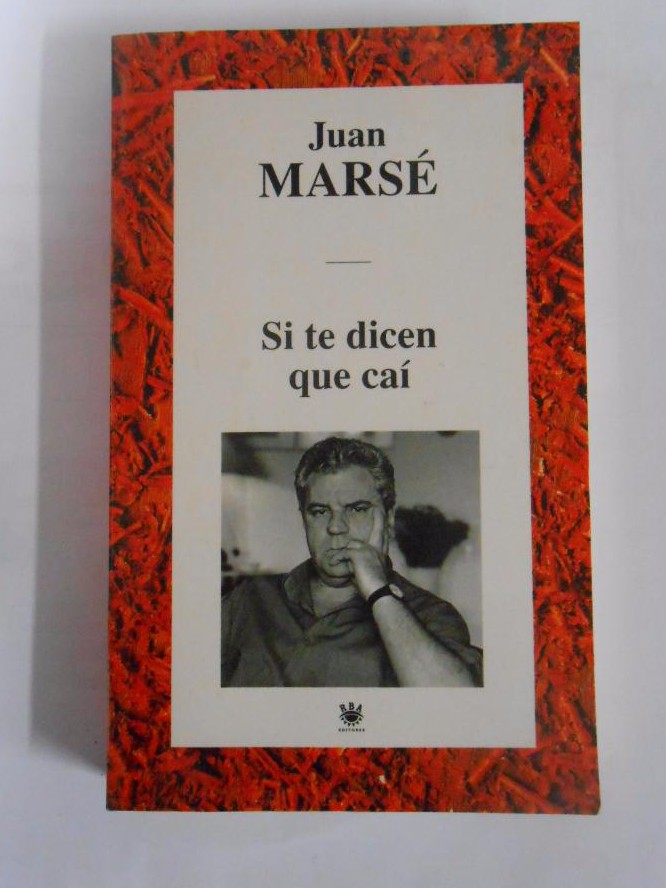 Juan
MARSÉ
Si te dicen
que caí
RBA
EDITORES